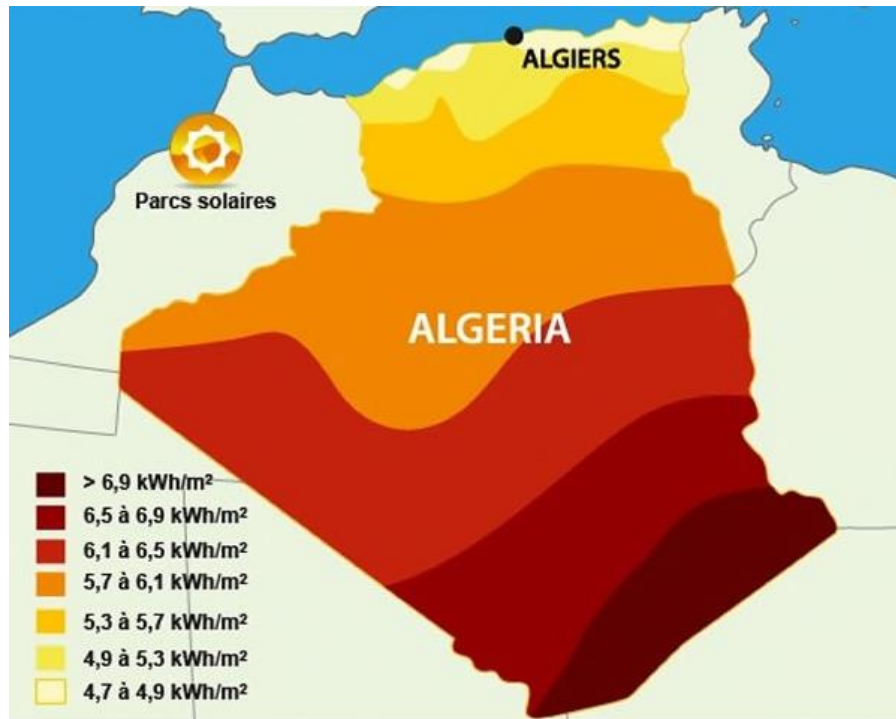 ALGIERS
Parcs solaires
ALGERIA
> 6,9 kWh/m²
6,5 à 6,9 kWh/m²
6,1 à 6,5 kWh/m²
5,7 à 6,1 kWh/m²
5,3 à 5,7 kWh/m²
4,9 à 5,3 kWh/m²
4,7 à 4,9 kWh/m²